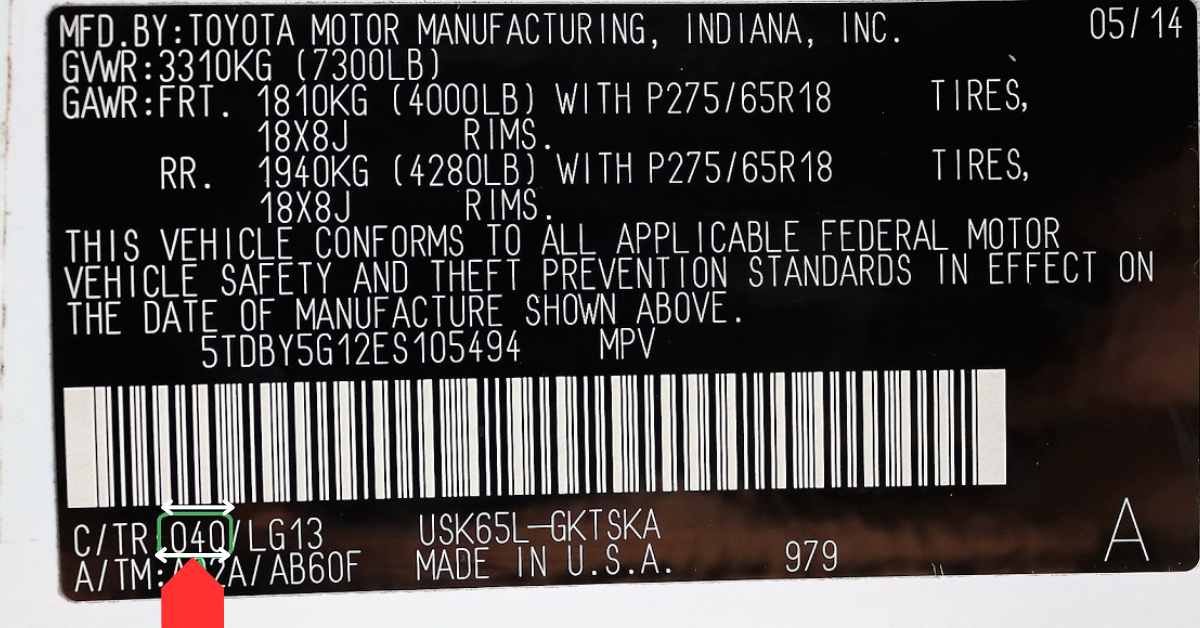 MFD.BY:TOYOTA MOTOR MANUFACTURING, INDIANA, INC. 05/14
GVWR:3310KG (7300LB)
GAWR:FRT. 1810KG (4000LB) WITH P275/65R18 TIRES,
18X8J RIMS.
RR. 1940KG (4280LB) WITH P275/65R18 TIRES,
18X8J RIMS.
THIS VEHICLE CONFORMS TO ALL APPLICABLE FEDERAL MOTOR
VEHICLE SAFETY AND THEFT PREVENTION STANDARDS IN EFFECT ON
THE DATE OF MANUFACTURE SHOWN ABOVE.
5TDBY5G12ES105494 MPV
C/TR:040/LG13 USK65L-GKTSKA
A/TM: /AB60F MADE IN U.S.A. 979 A